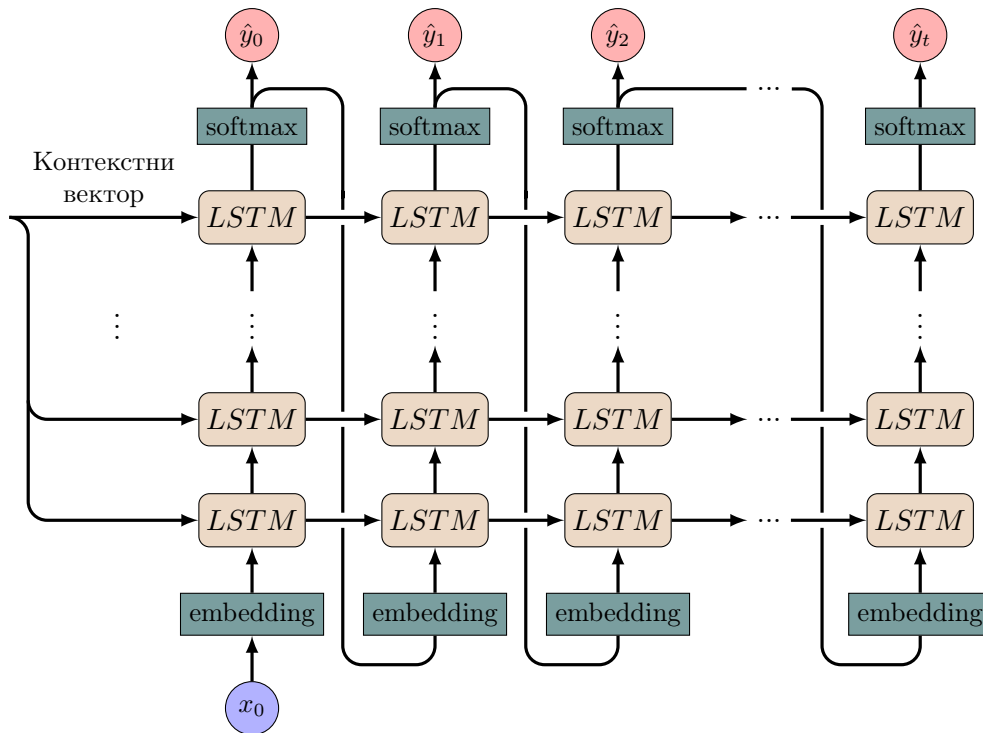 ŷ₀ ŷ₁ ŷ₂ ŷₜ
softmax softmax softmax ... softmax
Контекстни
вектор
LSTM LSTM LSTM ... LSTM
⋮ ⋮ ⋮ ⋮ ⋮
LSTM LSTM LSTM ... LSTM
LSTM LSTM LSTM ... LSTM
embedding embedding embedding embedding
x₀